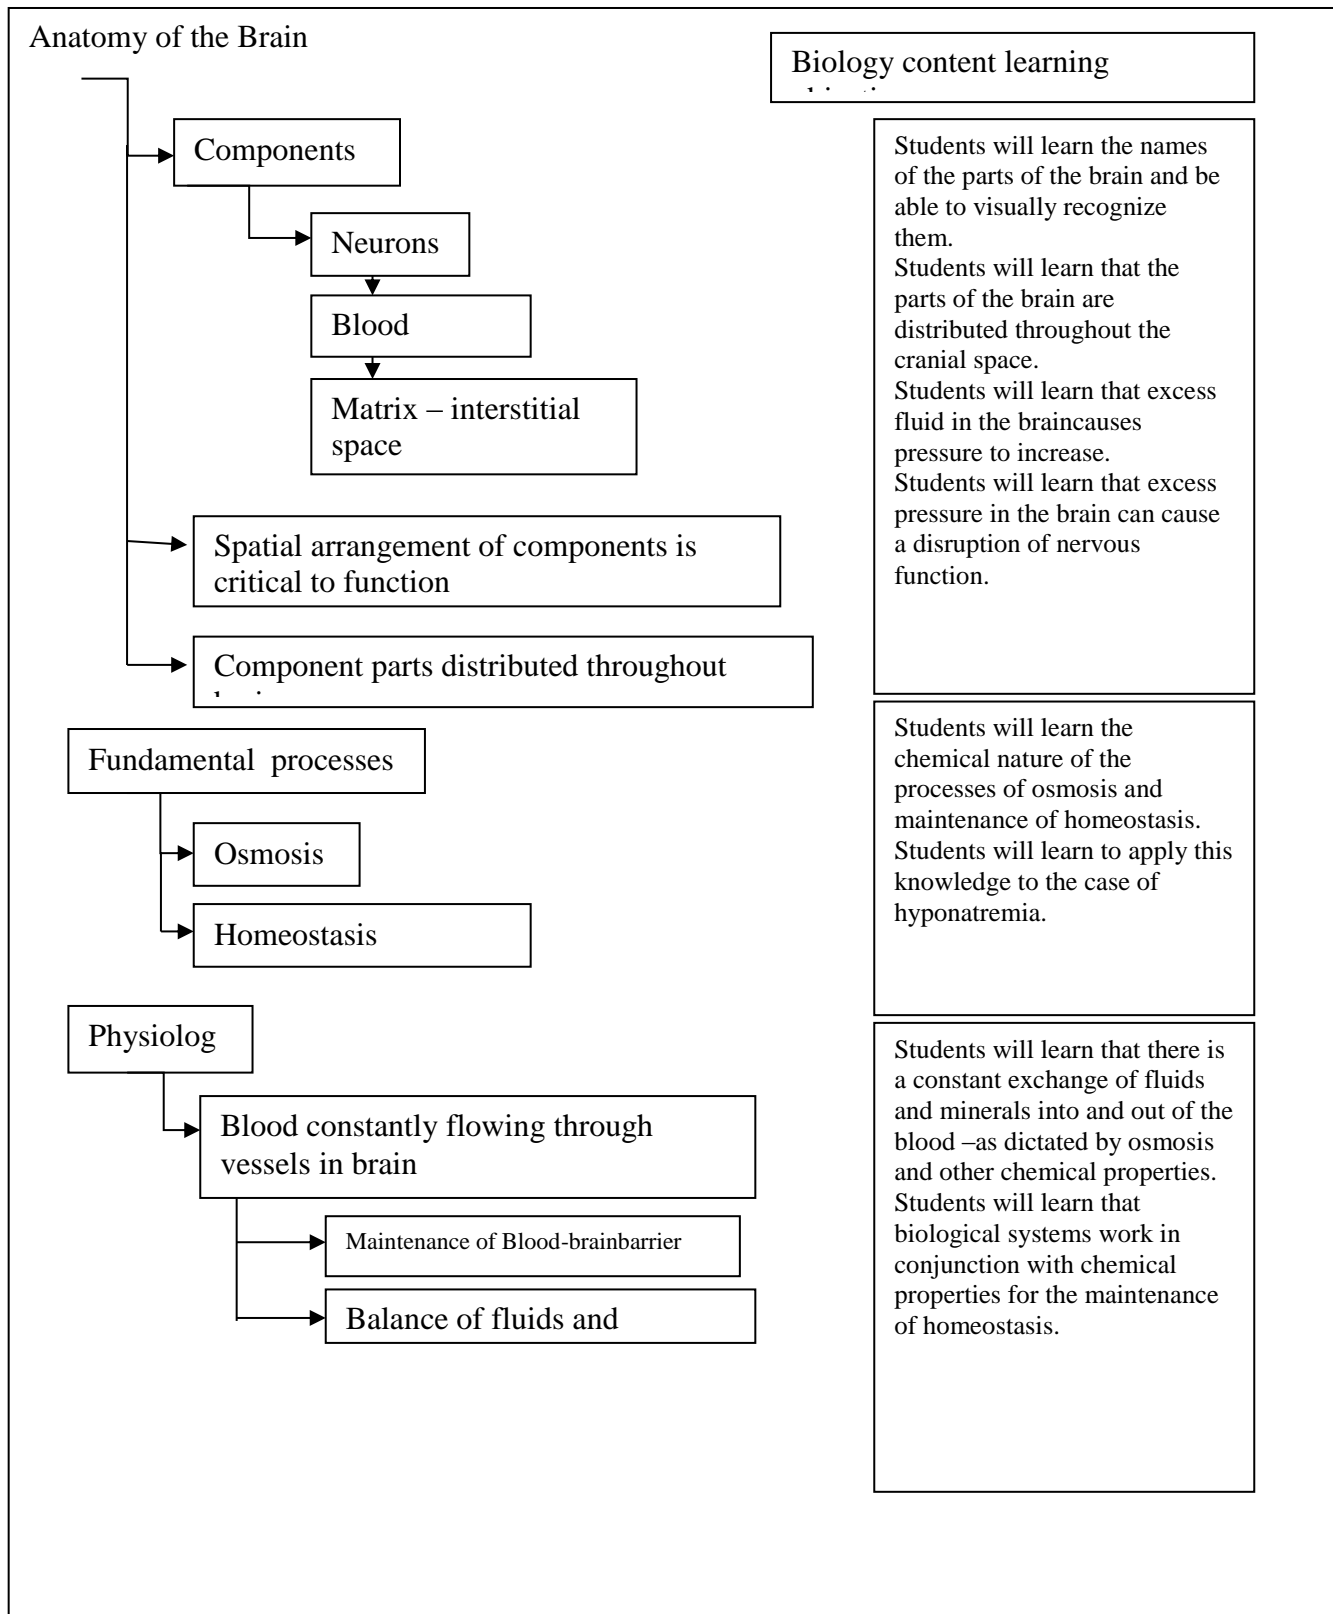 Anatomy of the Brain
Biology content learning
Components
Neurons
Blood
Matrix – interstitial
space
Spatial arrangement of components is
critical to function
Component parts distributed throughout
Students will learn the names
of the parts of the brain and be
able to visually recognize
them.
Students will learn that the
parts of the brain are
distributed throughout the
cranial space.
Students will learn that excess
fluid in the braincauses
pressure to increase.
Students will learn that excess
pressure in the brain can cause
a disruption of nervous
function.
Fundamental  processes
Osmosis
Homeostasis
Students will learn the
chemical nature of the
processes of osmosis and
maintenance of homeostasis.
Students will learn to apply this
knowledge to the case of
hyponatremia.
Physiolog
Blood constantly flowing through
vessels in brain
Maintenance of Blood-brainbarrier
Balance of fluids and
Students will learn that there is
a constant exchange of fluids
and minerals into and out of the
blood –as dictated by osmosis
and other chemical properties.
Students will learn that
biological systems work in
conjunction with chemical
properties for the maintenance
of homeostasis.